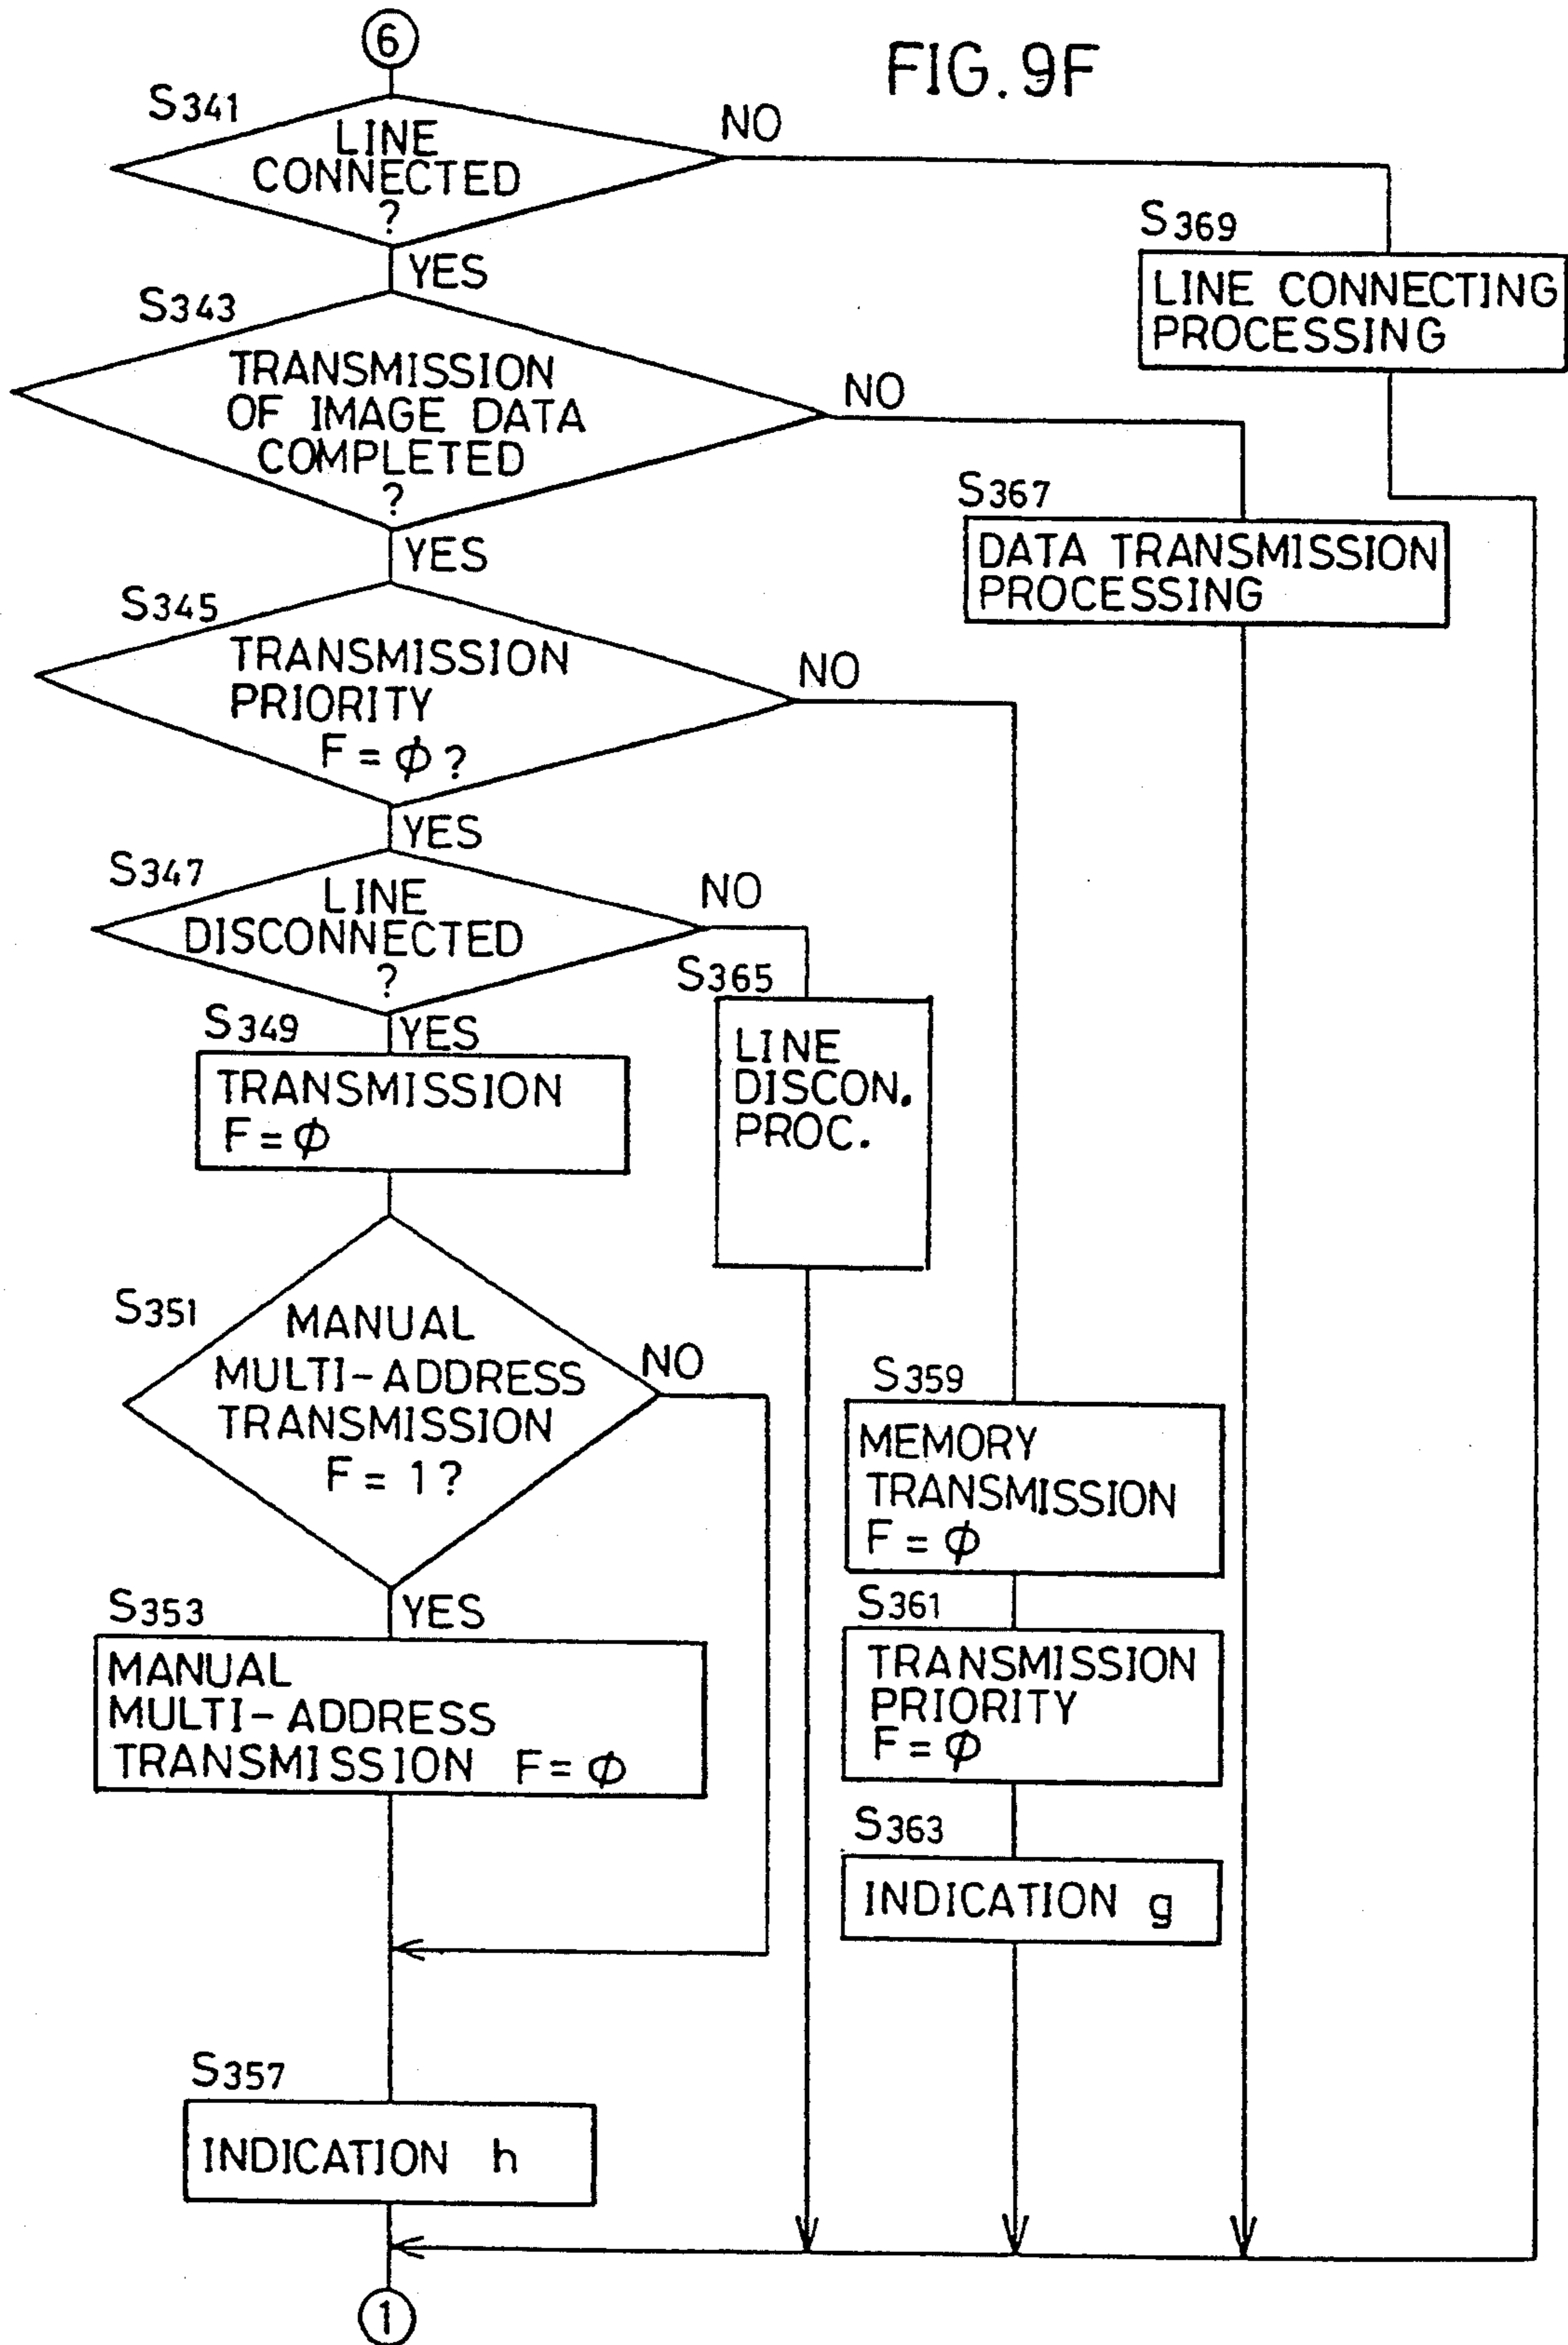 6
FIG. 9F
S341
LINE
CONNECTED
?
NO
YES
S369
LINE CONNECTING
PROCESSING
S343
TRANSMISSION
OF IMAGE DATA
COMPLETED
?
NO
YES
S367
DATA TRANSMISSION
PROCESSING
S345
TRANSMISSION
PRIORITY
F = ϕ ?
NO
YES
S347
LINE
DISCONNECTED
?
NO
YES
S365
LINE
DISCON.
PROC.
S349
TRANSMISSION
F = ϕ
S351
MANUAL
MULTI-ADDRESS
TRANSMISSION
F = 1 ?
NO
YES
S353
MANUAL
MULTI-ADDRESS
TRANSMISSION F = ϕ
S359
MEMORY
TRANSMISSION
F = ϕ
S361
TRANSMISSION
PRIORITY
F = ϕ
S363
INDICATION g
S357
INDICATION h
1